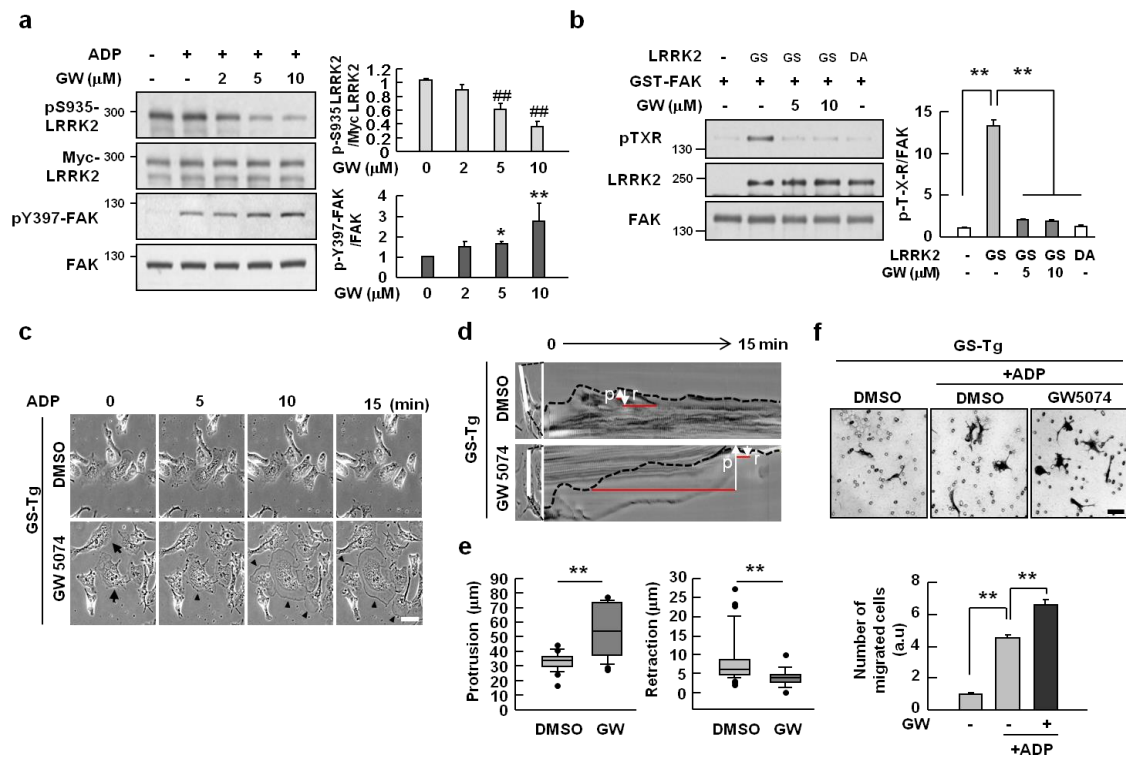 a
ADP - + + + +
GW (μM) - - 2 5 10
pS935-
LRRK2
300
Myc-
LRRK2
300
pY397-FAK
130
FAK
130
p-S935 LRRK2
/Myc LRRK2
1.2
1
0.8
0.6
0.4
0.2
0
##
##
GW (μM) 0 2 5 10
p-Y397-FAK
/FAK
4
3
2
1
0
*
**
GW (μM) 0 2 5 10
b
LRRK2 - GS GS GS DA
GST-FAK + + + + +
GW (μM) 5 10
pTXR
130
LRRK2
250
FAK
130
p-T-X-R/FAK
15
10
5
0
** **
LRRK2 - GS GS GS DA
GW (μM) 5 10
c
ADP 0 5 10 15 (min)
GS-Tg
DMSO
GW 5074
d
0 15 min
GS-Tg
DMSO
GW 5074
p r
p r
e
Protrusion (μm)
90
80
70
60
50
40
30
20
10
0
**
DMSO GW
Retraction (μm)
30
25
20
15
10
5
0
**
DMSO GW
f
GS-Tg
+ADP
DMSO DMSO GW5074
Number of
migrated cells
(a.u)
8
6
4
2
0
**
**
GW - - +
+ADP